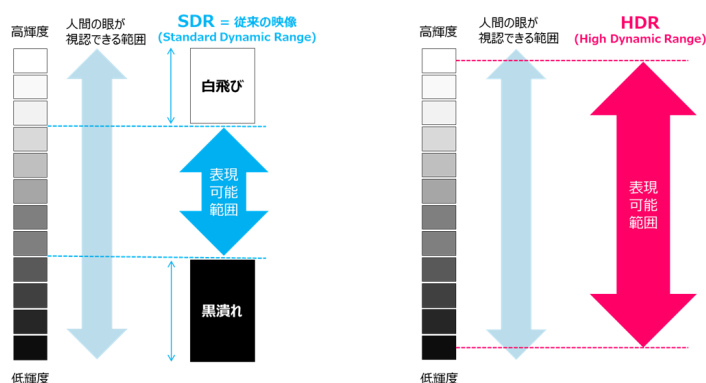 高輝度
人間の眼が
視認できる範囲
SDR = 従来の映像
(Standard Dynamic Range)
白飛び
表現
可能
範囲
黒潰れ
低輝度
高輝度
人間の眼が
視認できる範囲
HDR
(High Dynamic Range)
表現
可能
範囲
低輝度